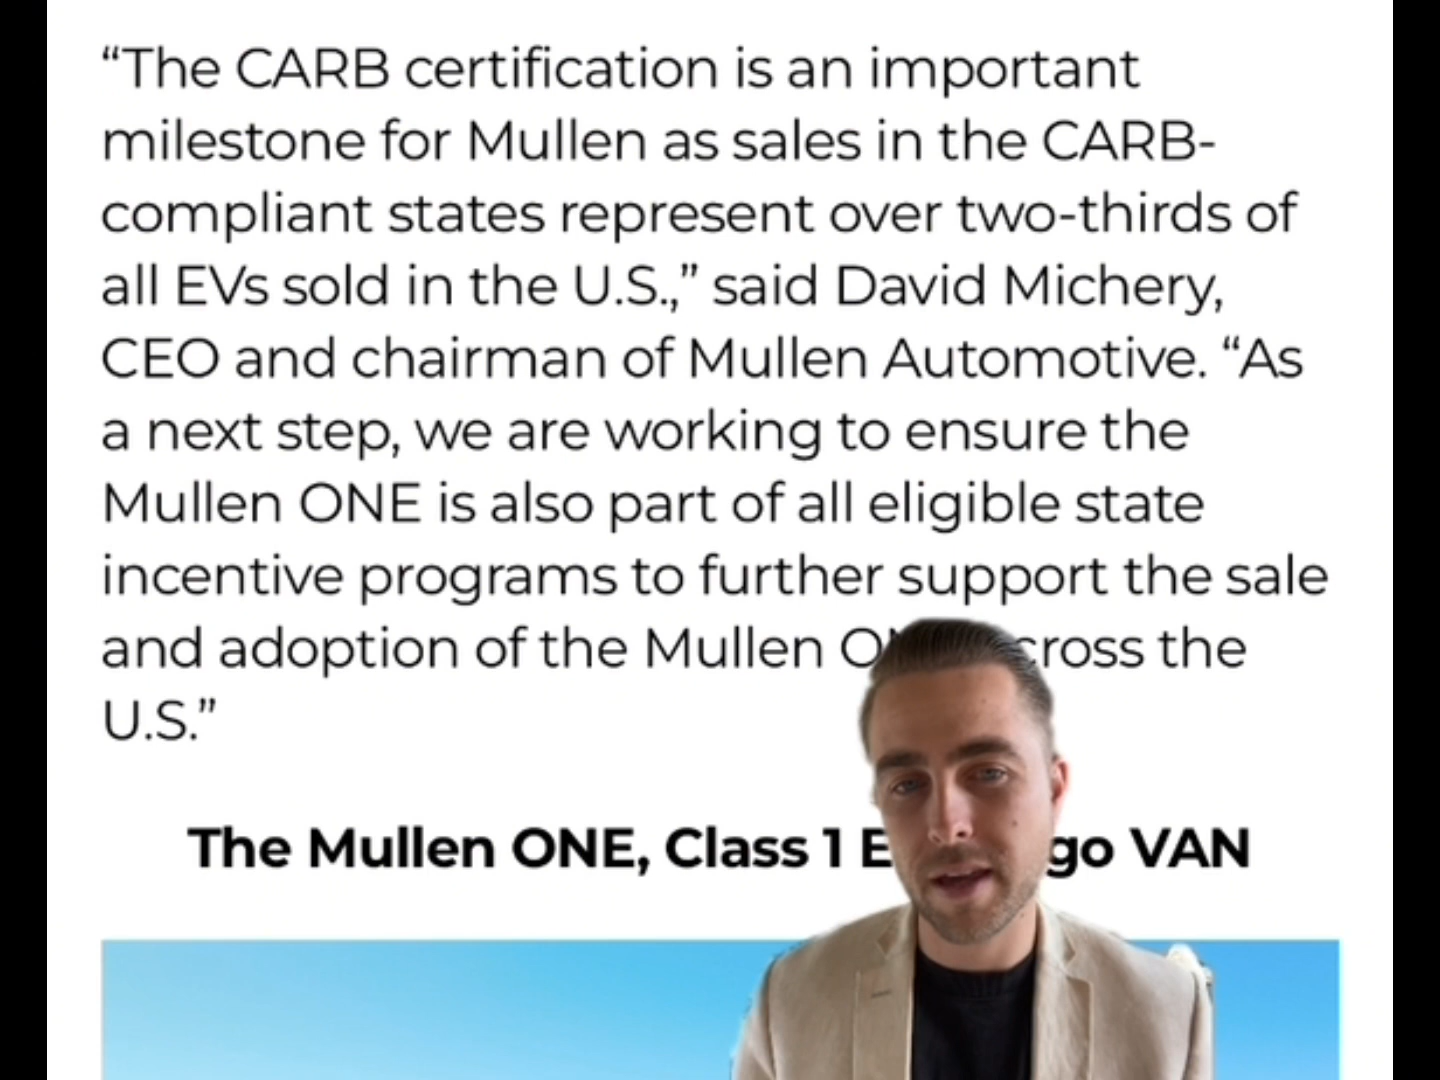 “The CARB certification is an important
milestone for Mullen as sales in the CARB-
compliant states represent over two-thirds of
all EVs sold in the U.S.,” said David Michery,
CEO and chairman of Mullen Automotive. “As
a next step, we are working to ensure the
Mullen ONE is also part of all eligible state
incentive programs to further support the sale
and adoption of the Mullen the
U.S.”
The Mullen ONE, Class 1 VAN